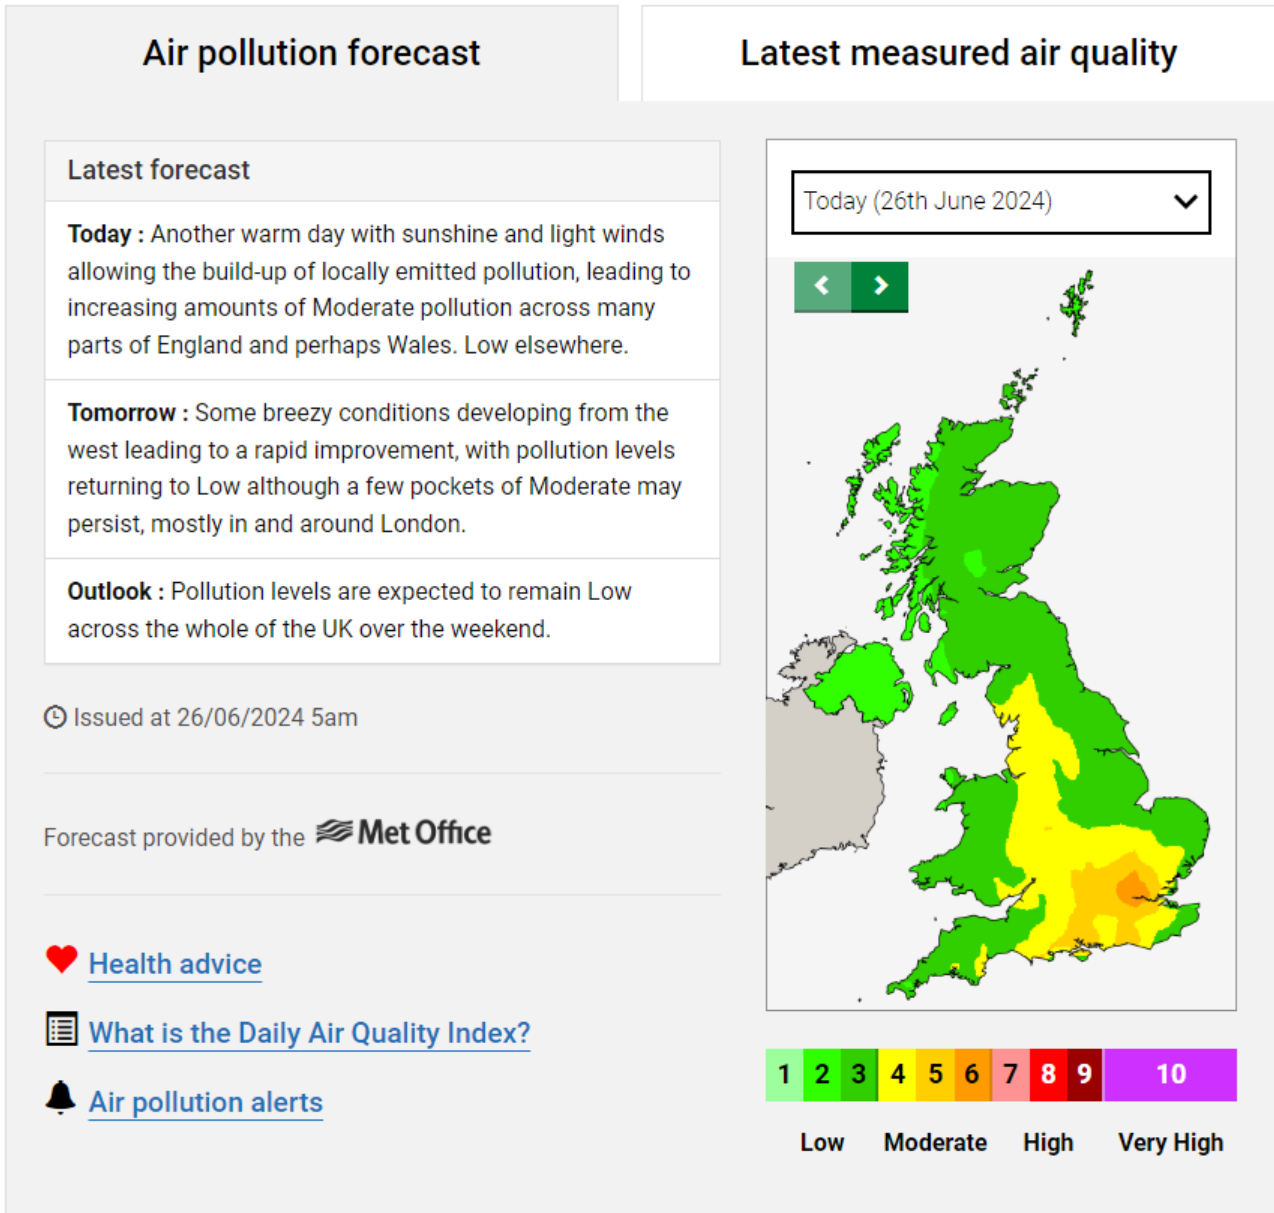 Air pollution forecast
Latest measured air quality
Latest forecast
Today : Another warm day with sunshine and light winds
allowing the build-up of locally emitted pollution, leading to
increasing amounts of Moderate pollution across many
parts of England and perhaps Wales. Low elsewhere.
Tomorrow : Some breezy conditions developing from the
west leading to a rapid improvement, with pollution levels
returning to Low although a few pockets of Moderate may
persist, mostly in and around London.
Outlook : Pollution levels are expected to remain Low
across the whole of the UK over the weekend.
Issued at 26/06/2024 5am
Forecast provided by the Met Office
Health advice
What is the Daily Air Quality Index?
Air pollution alerts
Today (26th June 2024)
1 2 3 4 5 6 7 8 9 10
Low Moderate High Very High